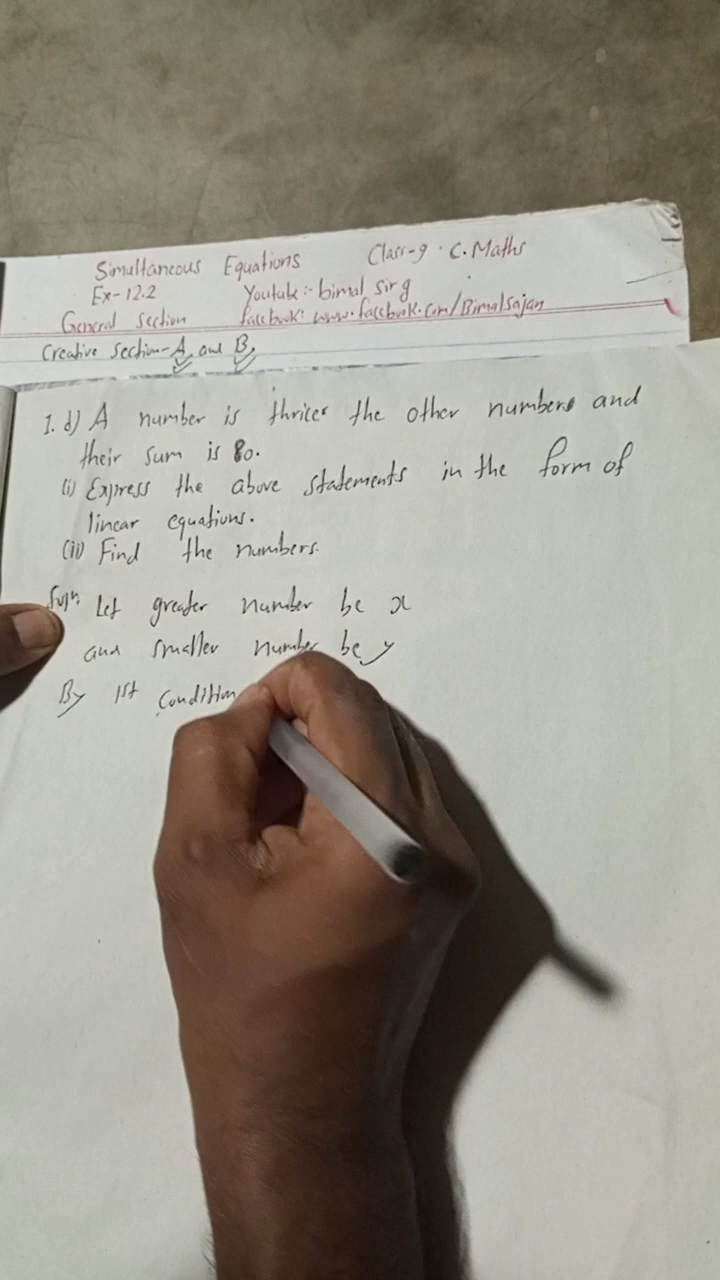 Simultaneous Equations Class-9 . C. Maths
Ex-12.2 Youtube:- bimal sir g
General section facebook: www.facebook.com/Bimalsajan
Creative section-A and B.
1. d) A number is thrice the other number and
their sum is 80.
(i) Express the above statements in the form of
linear equations.
(ii) Find the numbers.
Solⁿ. Let greater number be x
and smaller number be y
By 1st condition